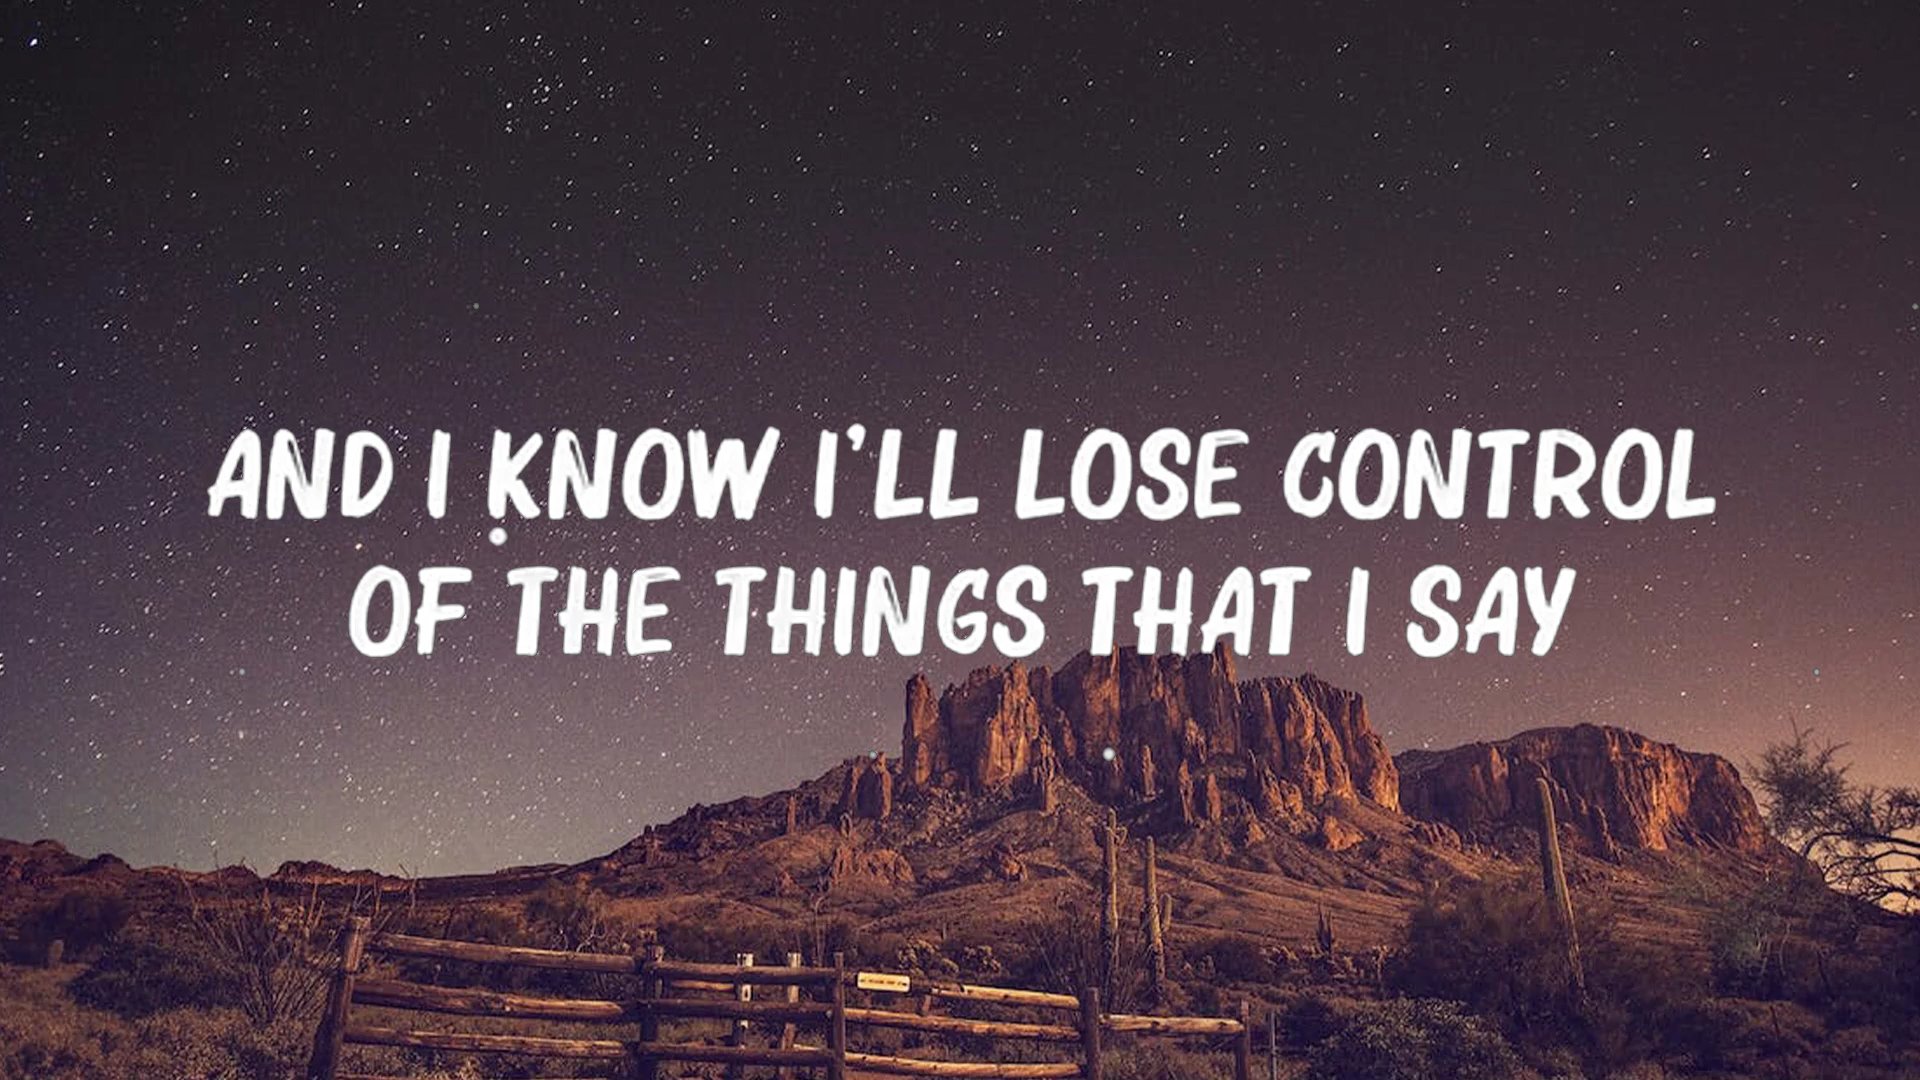 AND I KNOW I'LL LOSE CONTROL
OF THE THINGS THAT I SAY